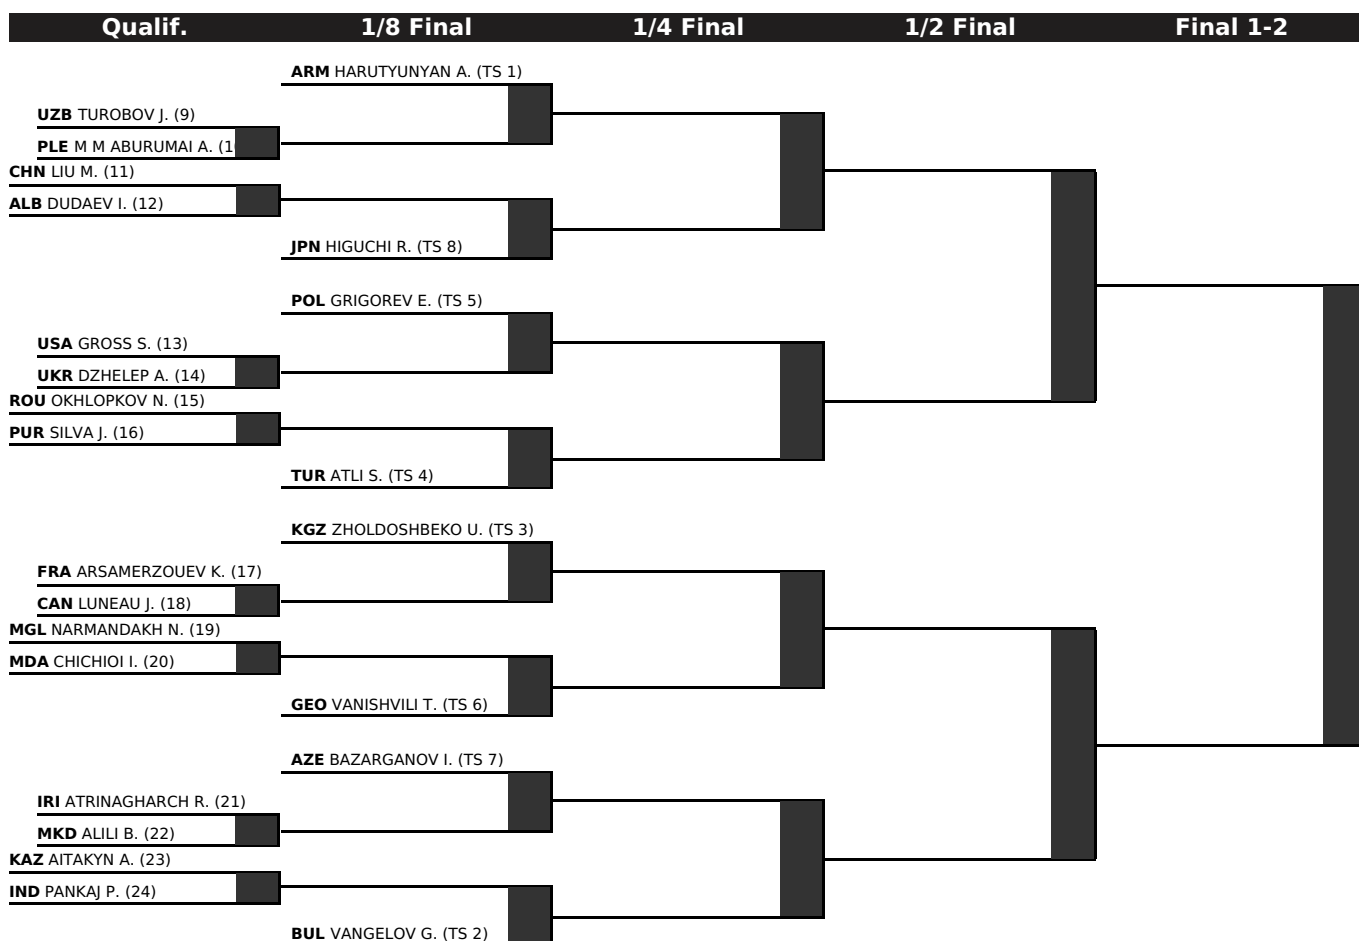 Qualif. 1/8 Final 1/4 Final 1/2 Final Final 1-2
ARM HARUTYUNYAN A. (TS 1)
UZB TUROBOV J. (9)
PLE M M ABURUMAI A. (1
CHN LIU M. (11)
ALB DUDAEV I. (12)
JPN HIGUCHI R. (TS 8)
POL GRIGOREV E. (TS 5)
USA GROSS S. (13)
UKR DZHELEP A. (14)
ROU OKHLOPKOV N. (15)
PUR SILVA J. (16)
TUR ATLI S. (TS 4)
KGZ ZHOLDOSHBEKO U. (TS 3)
FRA ARSAMERZOUEV K. (17)
CAN LUNEAU J. (18)
MGL NARMANDAKH N. (19)
MDA CHICHIOI I. (20)
GEO VANISHVILI T. (TS 6)
AZE BAZARGANOV I. (TS 7)
IRI ATRINAGHARCH R. (21)
MKD ALILI B. (22)
KAZ AITAKYN A. (23)
IND PANKAJ P. (24)
BUL VANGELOV G. (TS 2)